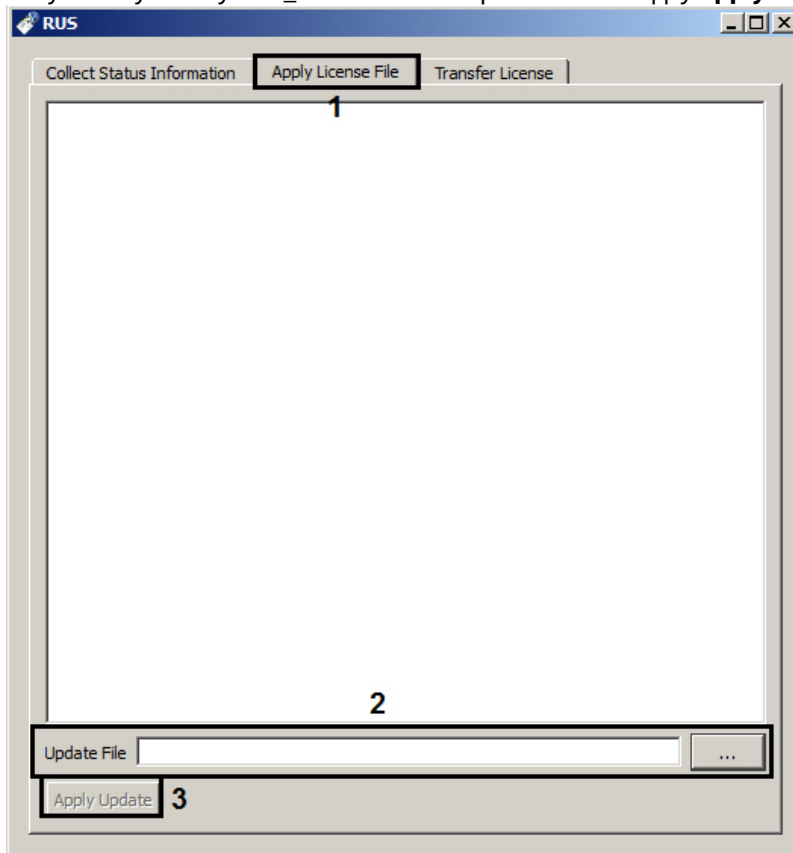 RUS
Collect Status Information Apply License File Transfer License
1
2
Update File ...
Apply Update 3